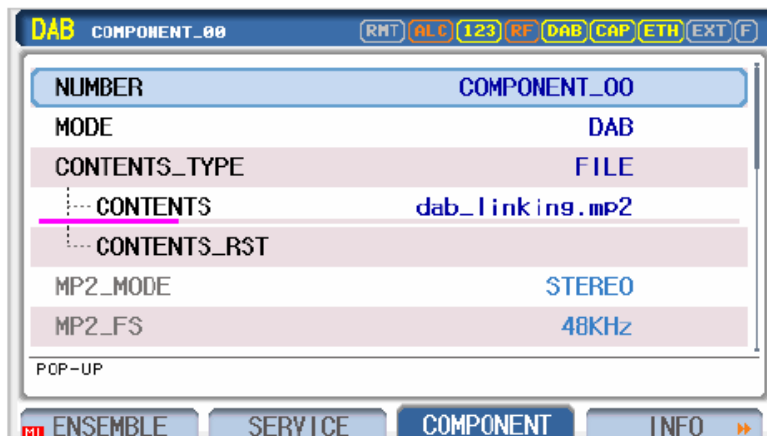 DAB COMPONENT_00 RMT ALC 123 RF DAB CAP ETH EXT F
NUMBER COMPONENT_00
MODE DAB
CONTENTS_TYPE FILE
CONTENTS dab_linking.mp2
CONTENTS_RST
MP2_MODE STEREO
MP2_FS 48KHz
POP-UP
M1 ENSEMBLE SERVICE COMPONENT INFO